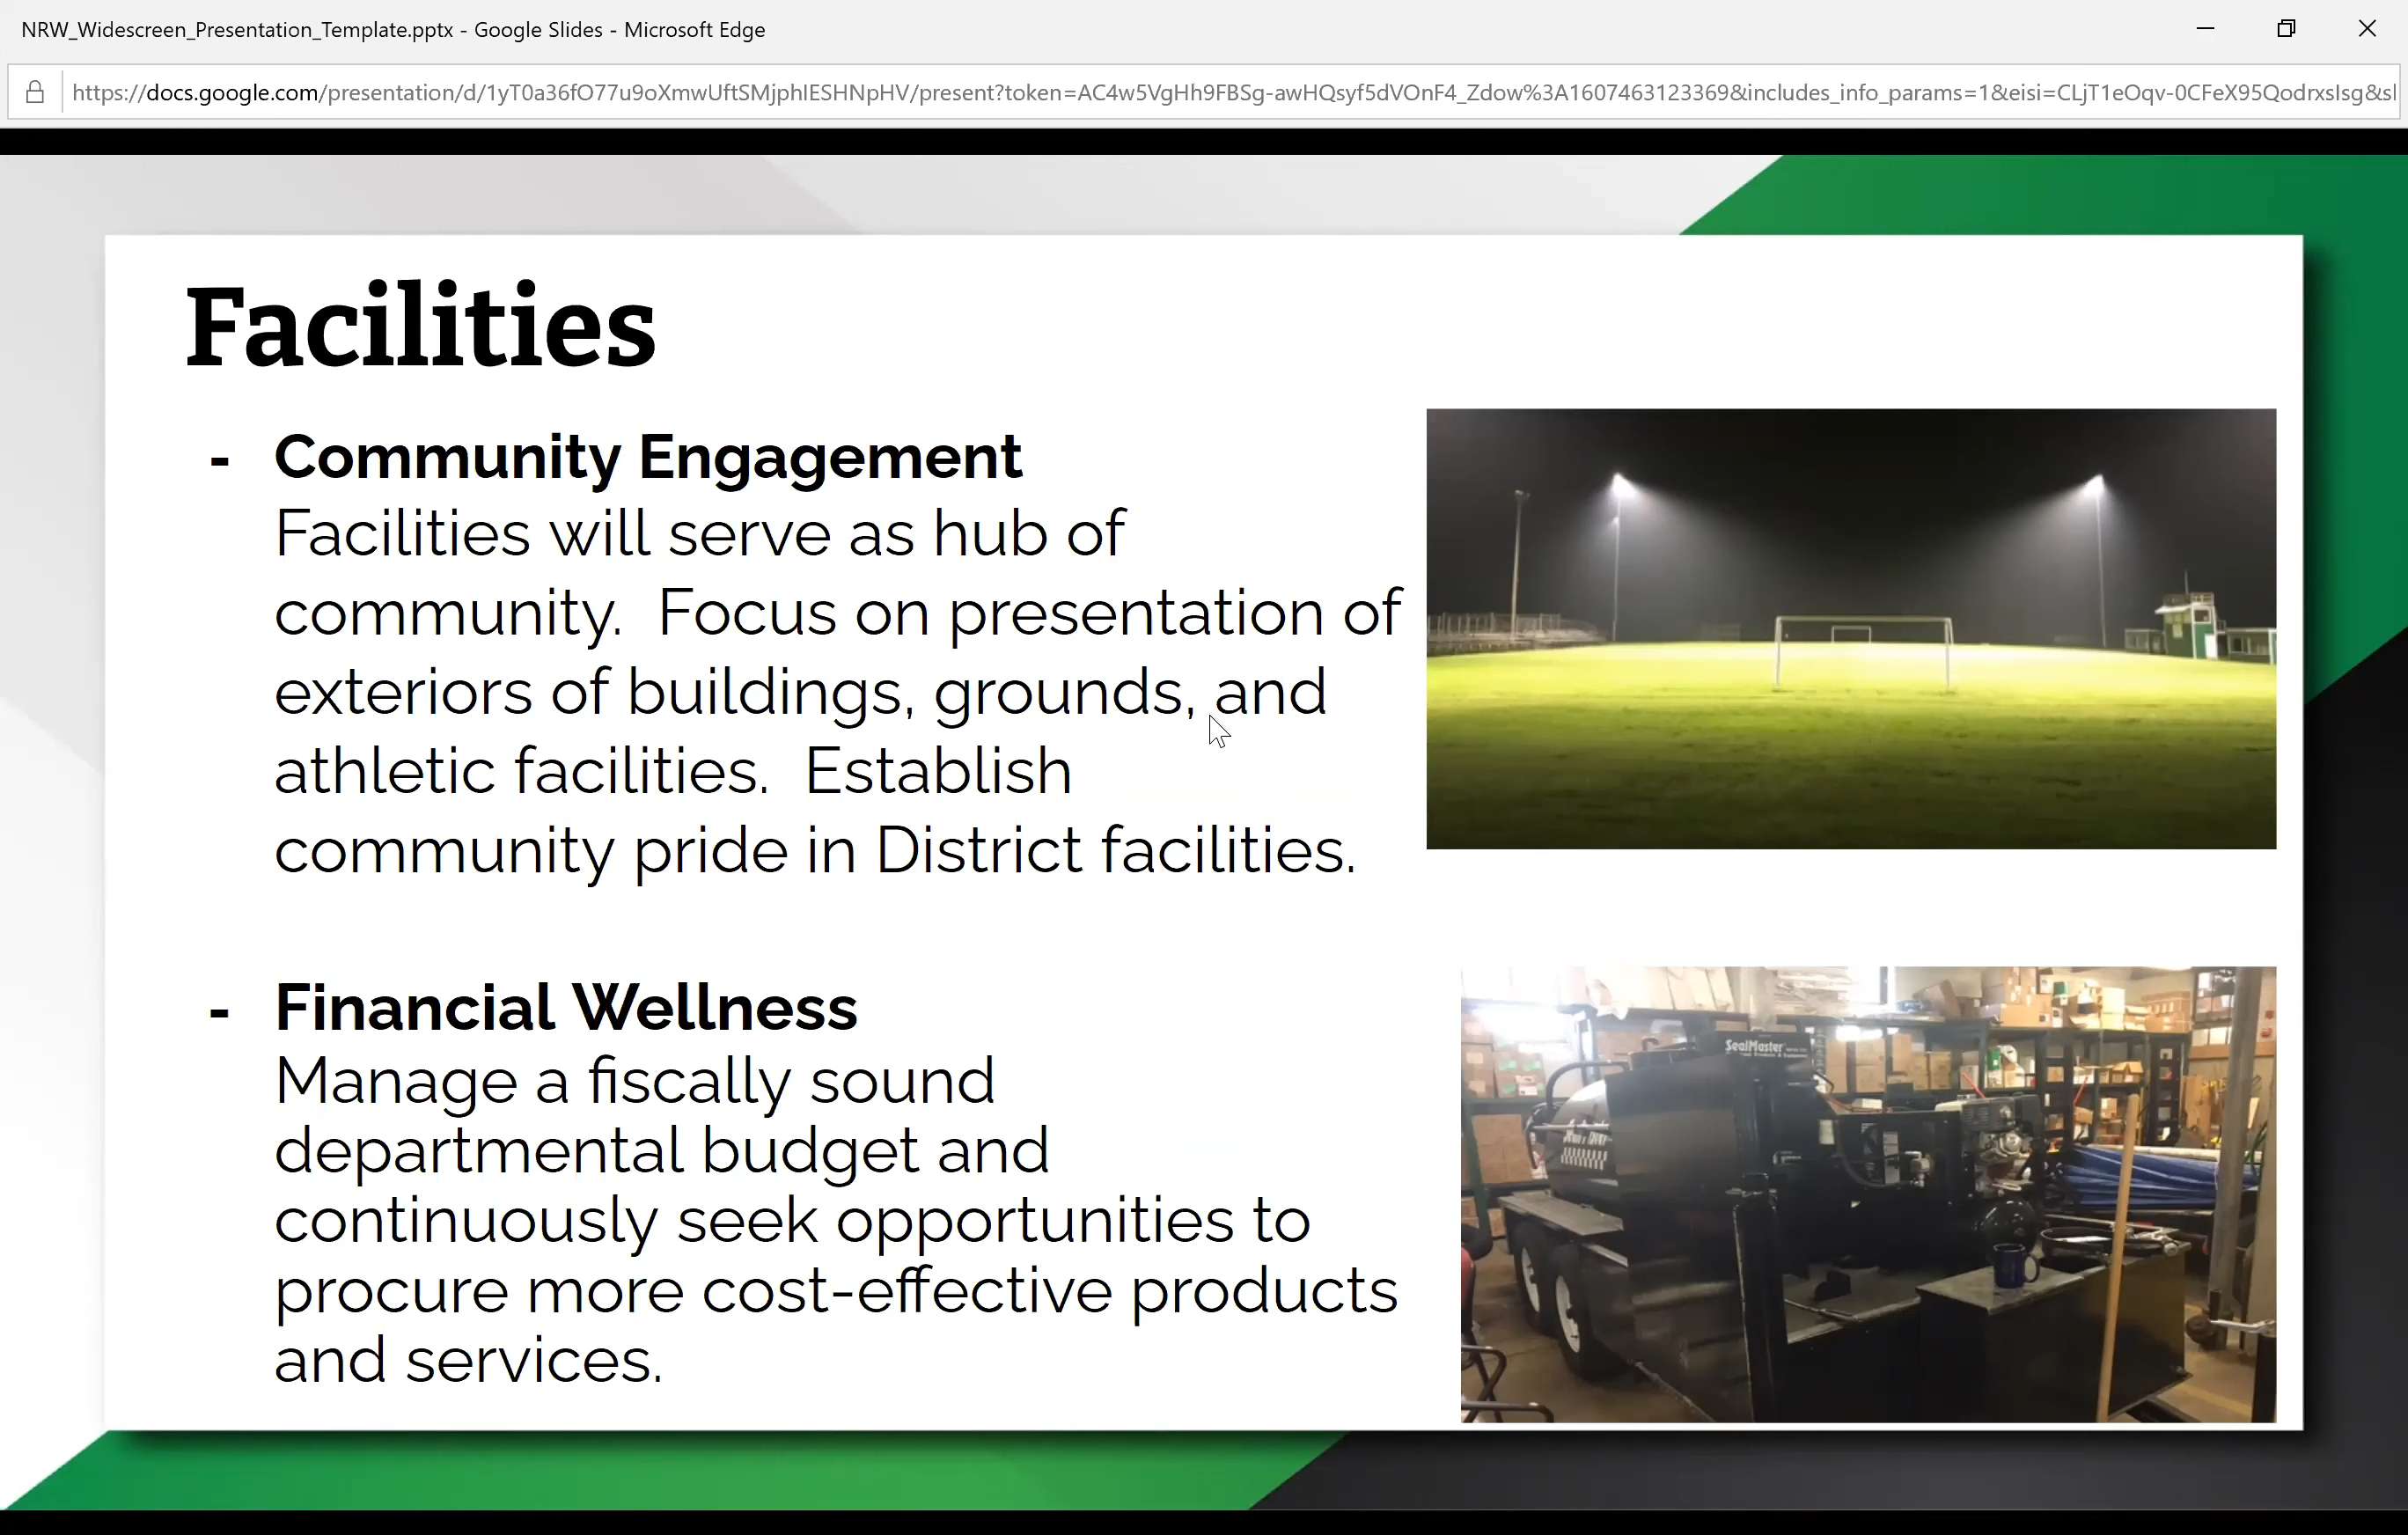 NRW_Widescreen_Presentation_Template.pptx - Google Slides - Microsoft Edge
https://docs.google.com/presentation/d/1yT0a36fO77u9oXmwUftSMjphIESHNpHV/present?token=AC4w5VgHh9FBSg-awHQsyf5dVOnF4_Zdow%3A1607463123369&includes_info_params=1&eisi=CLjT1eOqv-0CFeX95QodrxsIsg&sl
Facilities
- Community Engagement
Facilities will serve as hub of
community.  Focus on presentation of
exteriors of buildings, grounds, and
athletic facilities.  Establish
community pride in District facilities.
- Financial Wellness
Manage a fiscally sound
departmental budget and
continuously seek opportunities to
procure more cost-effective products
and services.
SealMaster